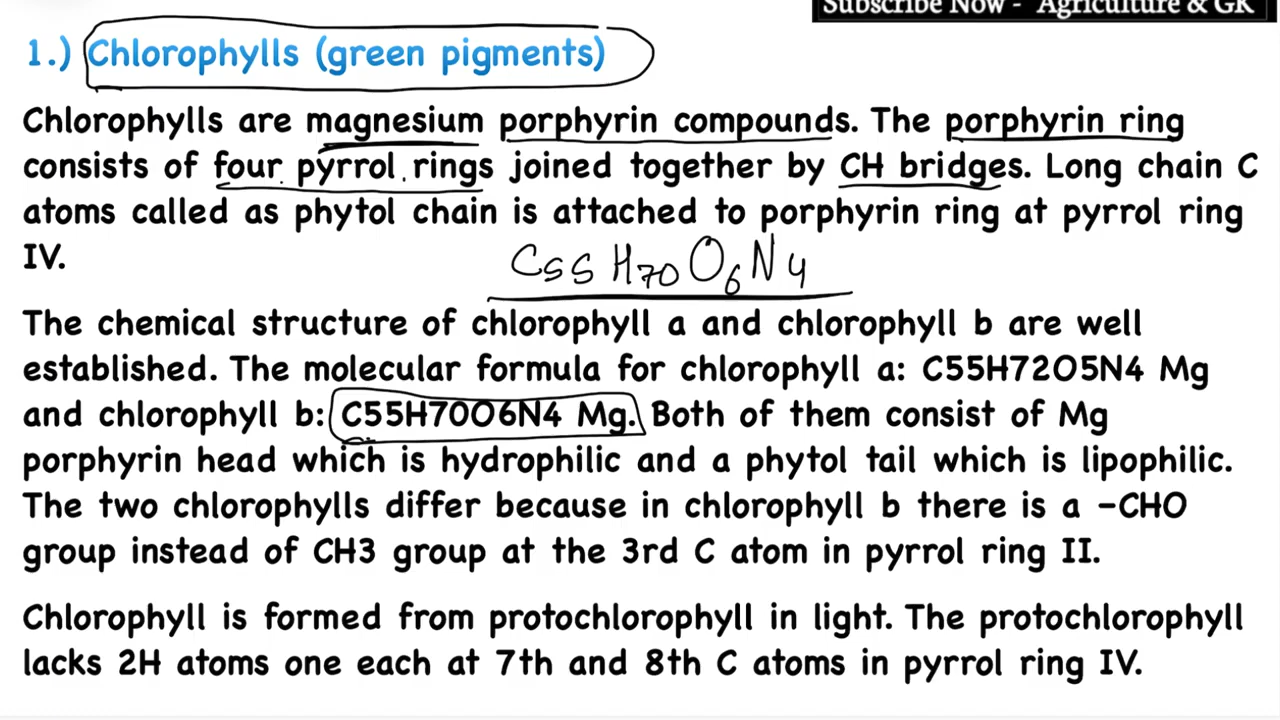 Subscribe Now - Agriculture & GK
1.) Chlorophylls (green pigments)
Chlorophylls are magnesium porphyrin compounds. The porphyrin ring
consists of four pyrrol rings joined together by CH bridges. Long chain C
atoms called as phytol chain is attached to porphyrin ring at pyrrol ring
IV.
C55 H70 O6 N4
The chemical structure of chlorophyll a and chlorophyll b are well
established. The molecular formula for chlorophyll a: C55H72O5N4 Mg
and chlorophyll b: C55H70O6N4 Mg. Both of them consist of Mg
porphyrin head which is hydrophilic and a phytol tail which is lipophilic.
The two chlorophylls differ because in chlorophyll b there is a -CHO
group instead of CH3 group at the 3rd C atom in pyrrol ring II.
Chlorophyll is formed from protochlorophyll in light. The protochlorophyll
lacks 2H atoms one each at 7th and 8th C atoms in pyrrol ring IV.